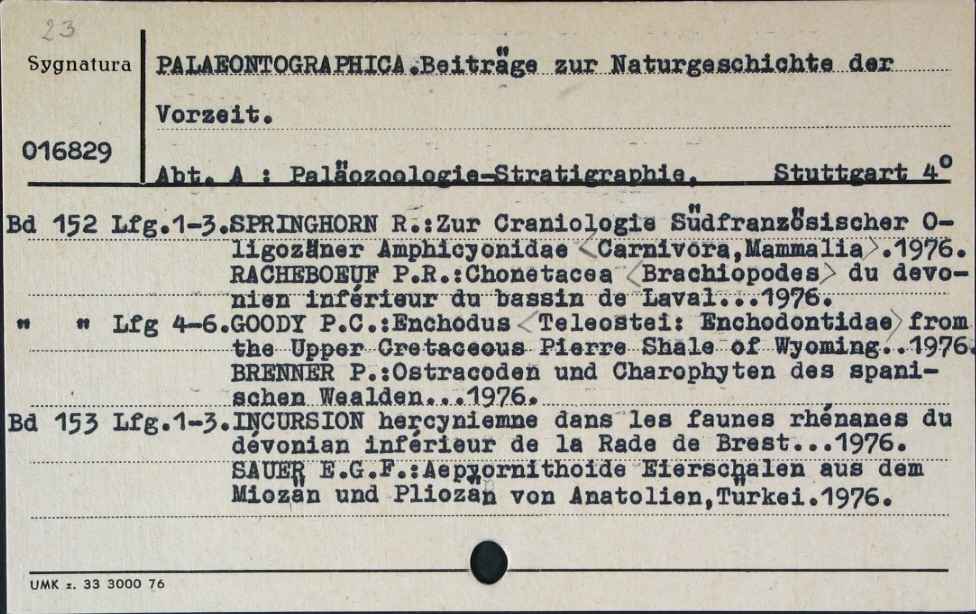 23
Sygnatura PALAEONTOGRAPHICA.Beiträge zur Naturgeschichte der
Vorzeit.
016829
Abt. A : Paläozoologie-Stratigraphie. Stuttgart 4°
Bd 152 Lfg.1-3.SPRINGHORN R.:Zur Craniologie Südfranzösischer O-
ligozäner Amphicyonidae <Carnivora,Mammalia>.1976.
RACHEBOEUF P.R.:Chonetacea <Brachiopodes> du devo-
nien inférieur du bassin de Laval...1976.
" " Lfg 4-6.GOODY P.C.:Enchodus <Teleostei: Enchodontidae>from
the Upper Cretaceous Pierre Shale of Wyoming..1976.
BRENNER P.:Ostracoden und Charophyten des spani-
schen Wealden...1976.
Bd 153 Lfg.1-3.INCURSION hercyniemne dans les faunes rhénanes du
dévonian inférieur de la Rade de Brest...1976.
SAUER E.G.F.:Aepyornithoide Eierschalen aus dem
Miozän und Pliozän von Anatolien,Türkei.1976.
UMK z. 33 3000 76